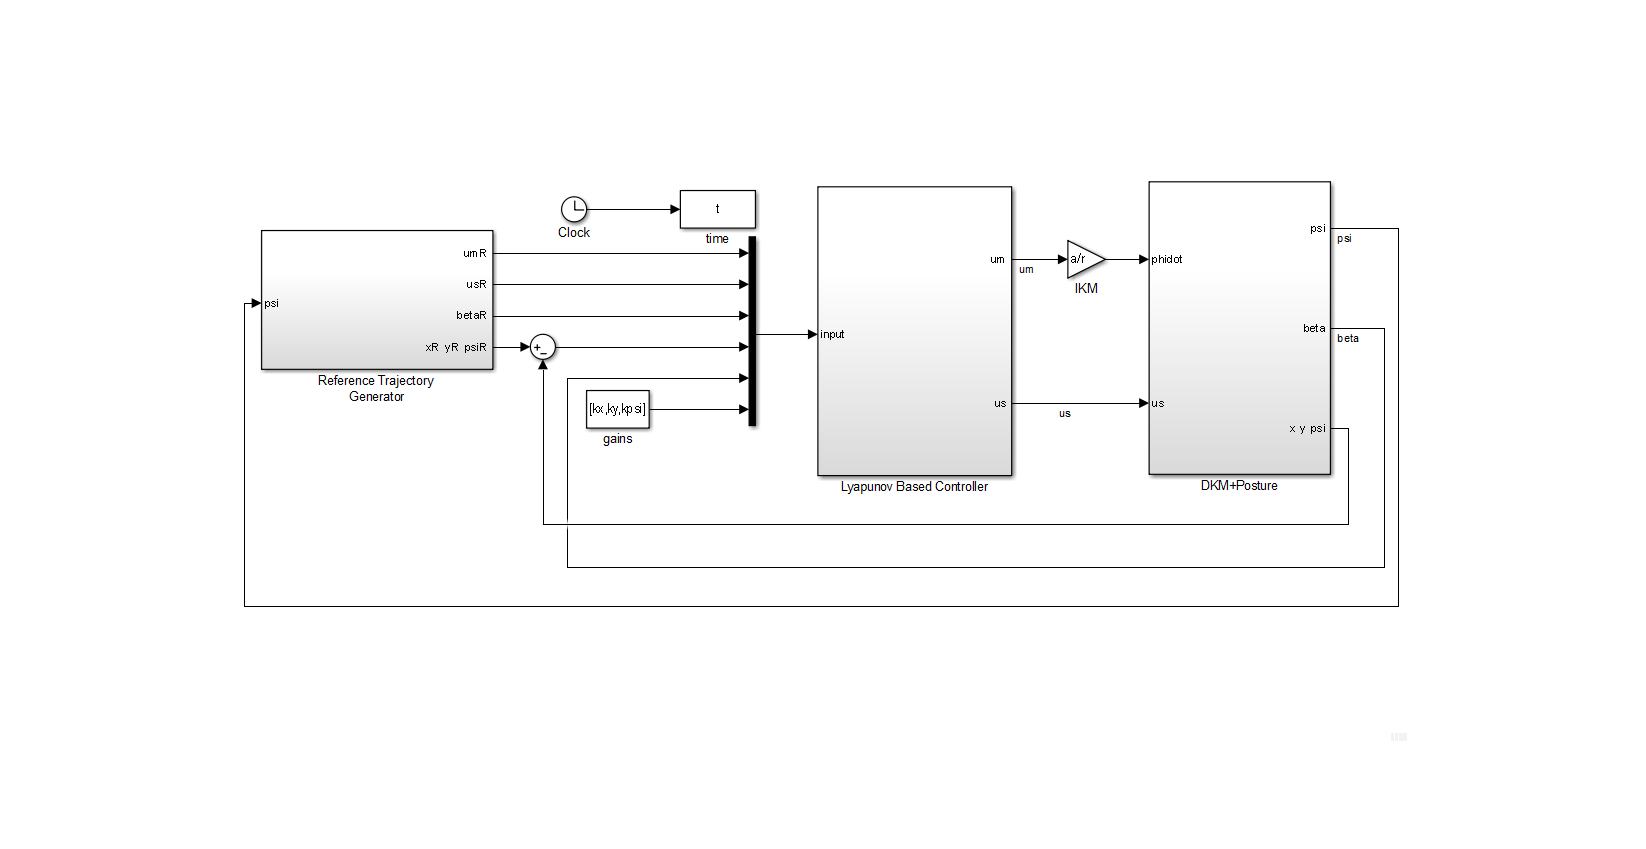 psi
umR
usR
betaR
xR yR psiR
Reference Trajectory
Generator
Clock
t
time
+
−
[kx,ky,kpsi]
gains
input
um
us
Lyapunov Based Controller
um
a/r
IKM
us
phidot
us
psi
beta
x y psi
DKM+Posture
psi
beta